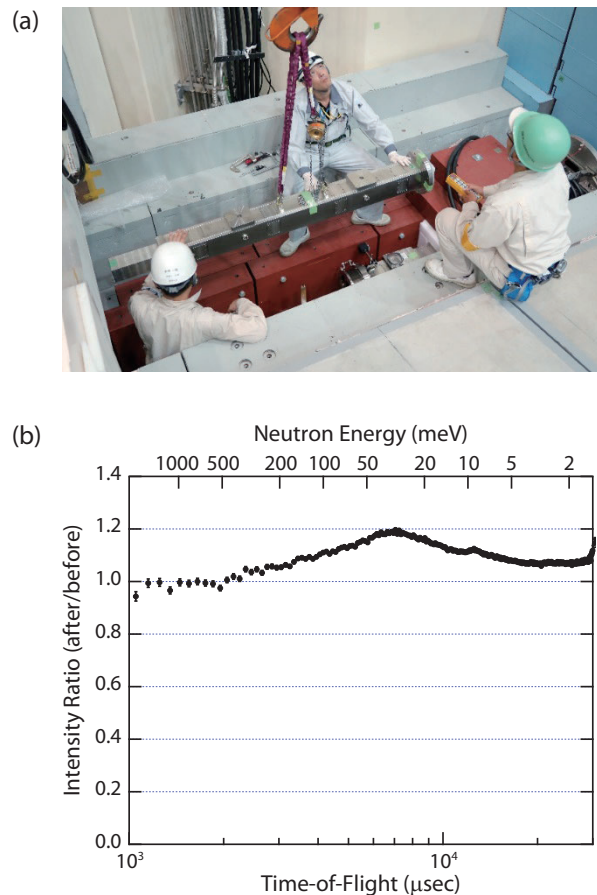 (a)
(b)
Neutron Energy (meV)
1000 500 200 100 50 20 10 5 2
Intensity Ratio (after/before)
1.4
1.2
1.0
0.8
0.6
0.4
0.2
0.0
10³ 10⁴
Time-of-Flight (μsec)